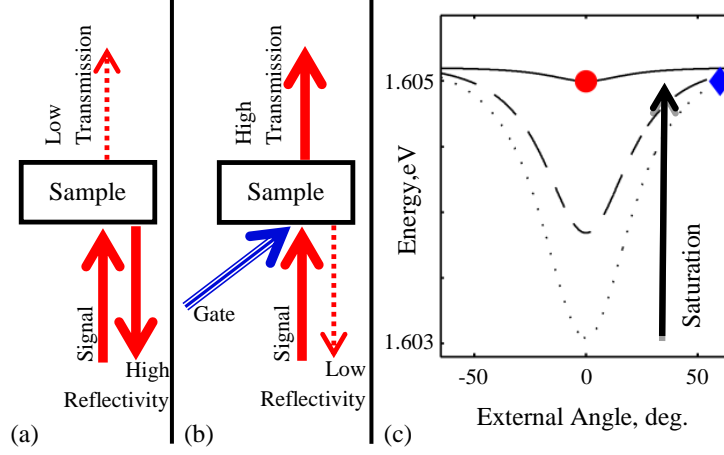 Low
Transmission
Sample
Signal
High
Reflectivity
(a)
High
Transmission
Sample
Gate
Signal
Low
Reflectivity
(b)
Energy,eV
1.605
1.603
Saturation
-50
0
50
External Angle, deg.
(c)